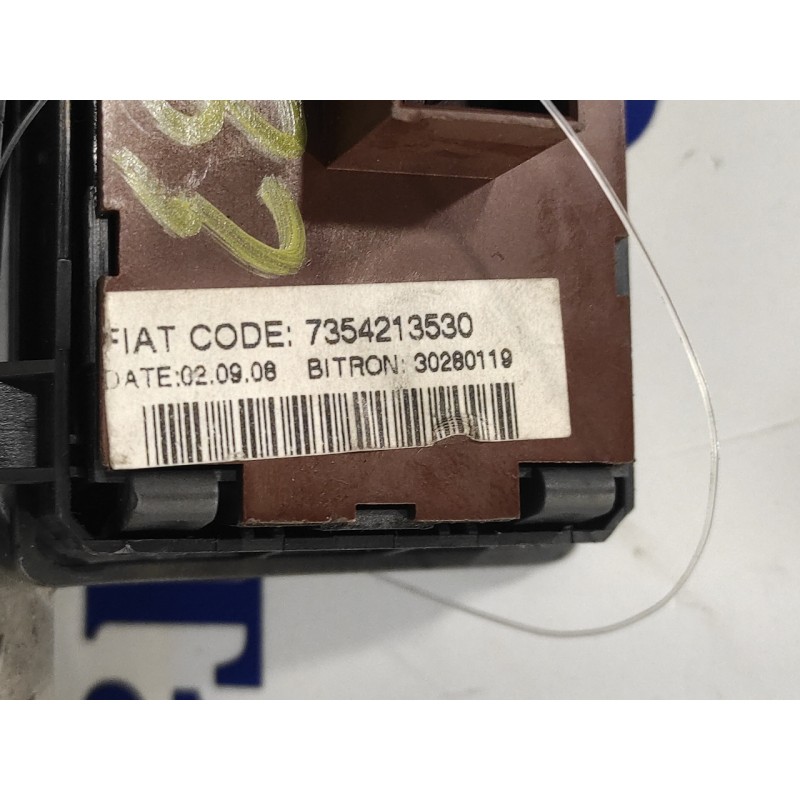 FIAT CODE: 7354213530
DATE:02.09.08 BITRON: 30280119